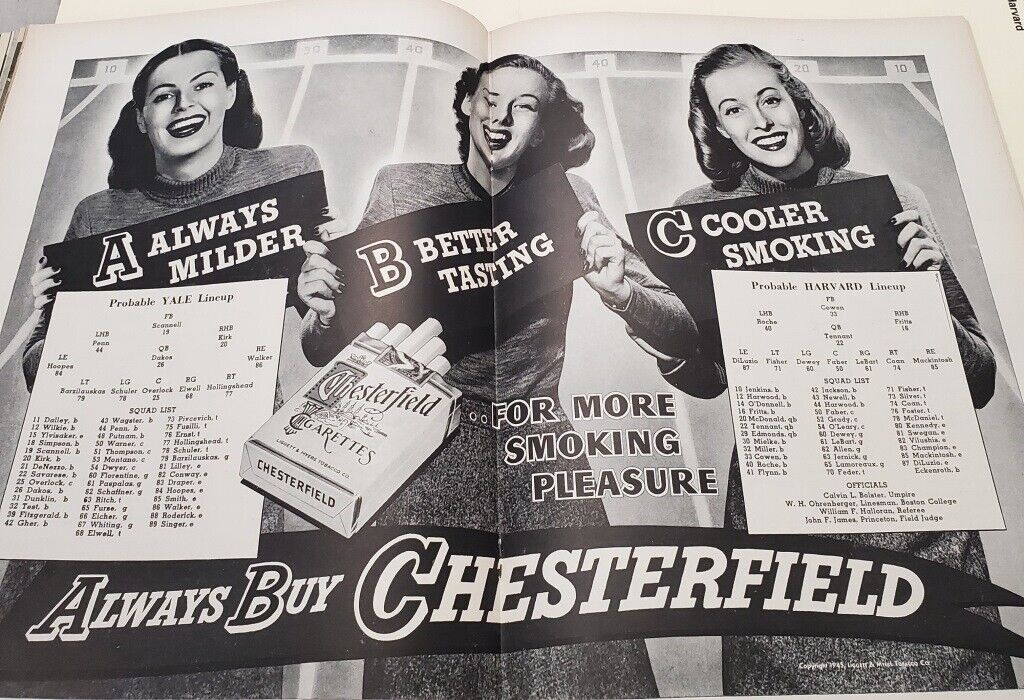 Harvard
10
20
40
40
20
10
A ALWAYS
MILDER
B BETTER
TASTING
C COOLER
SMOKING
Probable YALE Lineup
FB
Scannell
19
LHB
Penn
44
RHB
Kirk
20
QB
Dakos
26
LE
Hoopes
84
RE
Walker
86
LT LG C RG RT
Barzilauskas Schuler Overlock Elwell Hollingshead
79 78 25 68 77
SQUAD LIST
11 Gailey, b
12 Wilkie, b
15 Ylvisaker, e
18 Simpson, b
19 Scannell, b
20 Kirk, b
21 DeNezzo, b
22 Savarese, b
25 Overlock, c
26 Dakos, b
31 Dunklin, b
32 Test, b
39 Fitzgerald, b
42 Gher, b
43 Wagster, b
44 Penn, b
48 Putnam, b
50 Warner, c
51 Thompson, c
53 Montano, c
54 Dwyer, c
60 Florentine, g
61 Paspalas, g
62 Schaffner, g
63 Ritch, t
65 Furse, g
66 Eicher, g
67 Whiting, g
68 Elwell, t
73 Pivcevich, t
75 Fusilli, t
76 Ernst, t
77 Hollingshead, t
78 Schuler, t
79 Barzilauskas, g
81 Lilley, e
82 Conway, e
83 Draper, e
84 Hoopes, e
85 Smith, e
86 Walker, e
88 Roderick, e
89 Singer, e
Chesterfield
CIGARETTES
LIGGETT & MYERS TOBACCO CO.
CHESTERFIELD
FOR MORE
SMOKING
PLEASURE
Probable HARVARD Lineup
FB
Cowen
33
LHB
Roche
40
RHB
Fritts
16
QB
Tennant
22
LE LT LG C RG RT RE
DiLuzio Fisher Dewey Faber LeBart Coan Mackintosh
87 71 60 50 61 74 85
SQUAD LIST
10 Jenkins, b
12 Harwood, b
14 O'Donnell, b
16 Fritts, b
20 McDaniel, b
22 Tennant, qb
29 Edmonds, qb
30 Mielke, b
32 Miller, b
33 Cowen, b
40 Roche, b
41 Flynn, b
42 Jackson, b
43 Newell, b
44 Harwood, b
50 Faber, c
52 Grady, c
54 O'Leary, c
60 Dewey, g
61 LeBart, g
62 Allen, g
63 Jernick, g
65 Lamoreaux, g
70 Feder, t
71 Fisher, t
73 Silver, t
74 Coan, t
76 Foster, t
79 McDonald, t
80 Kennedy, e
81 Swegan, e
82 Vilushis, e
83 Champion, e
85 Mackintosh, e
87 DiLuzio, e
Eckenroth, b
OFFICIALS
Calvin L. Bolster, Umpire
W. H. Ohrenberger, Linesman, Boston College
William F. Halloran, Referee
John F. James, Princeton, Field Judge
ALWAYS BUY CHESTERFIELD
Copyright 1945, Liggett & Myers Tobacco Co.